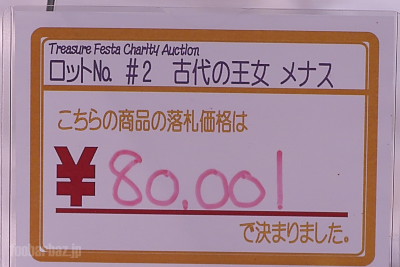 Treasure Festa Charity Auction
ロットNo. #2 古代の王女 メナス
こちらの商品の落札価格は
¥80,001
で決まりました。
foobarbaz.jp